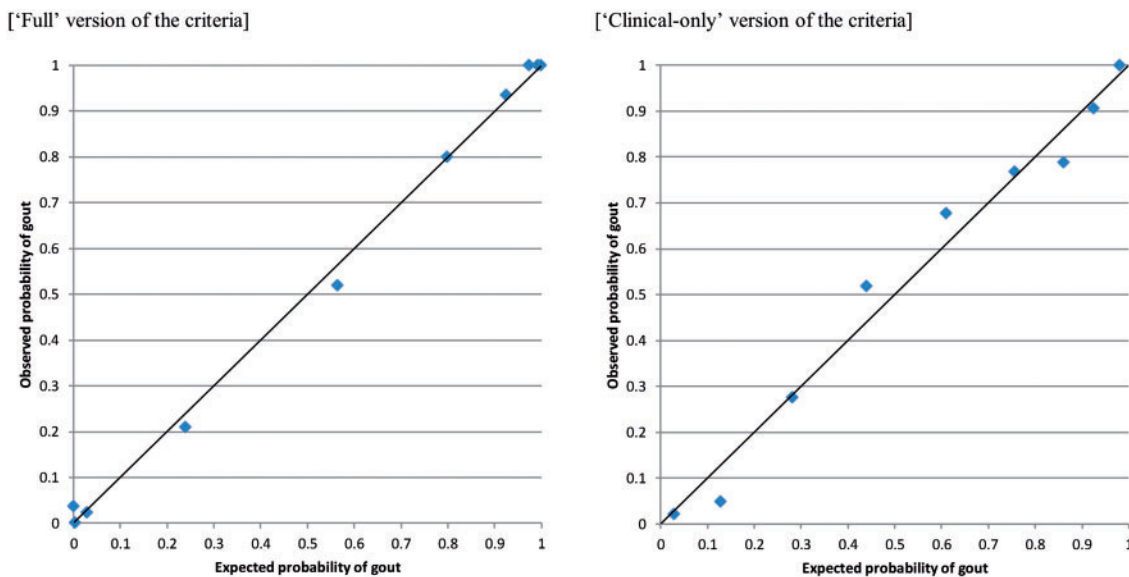 ['Full' version of the criteria]
1
0.9
0.8
0.7
0.6
0.5
0.4
0.3
0.2
0.1
0
Observed probability of gout
0 0.1 0.2 0.3 0.4 0.5 0.6 0.7 0.8 0.9 1
Expected probability of gout
['Clinical-only' version of the criteria]
1
0.9
0.8
0.7
0.6
0.5
0.4
0.3
0.2
0.1
0
Observed probability of gout
0 0.1 0.2 0.3 0.4 0.5 0.6 0.7 0.8 0.9 1
Expected probability of gout